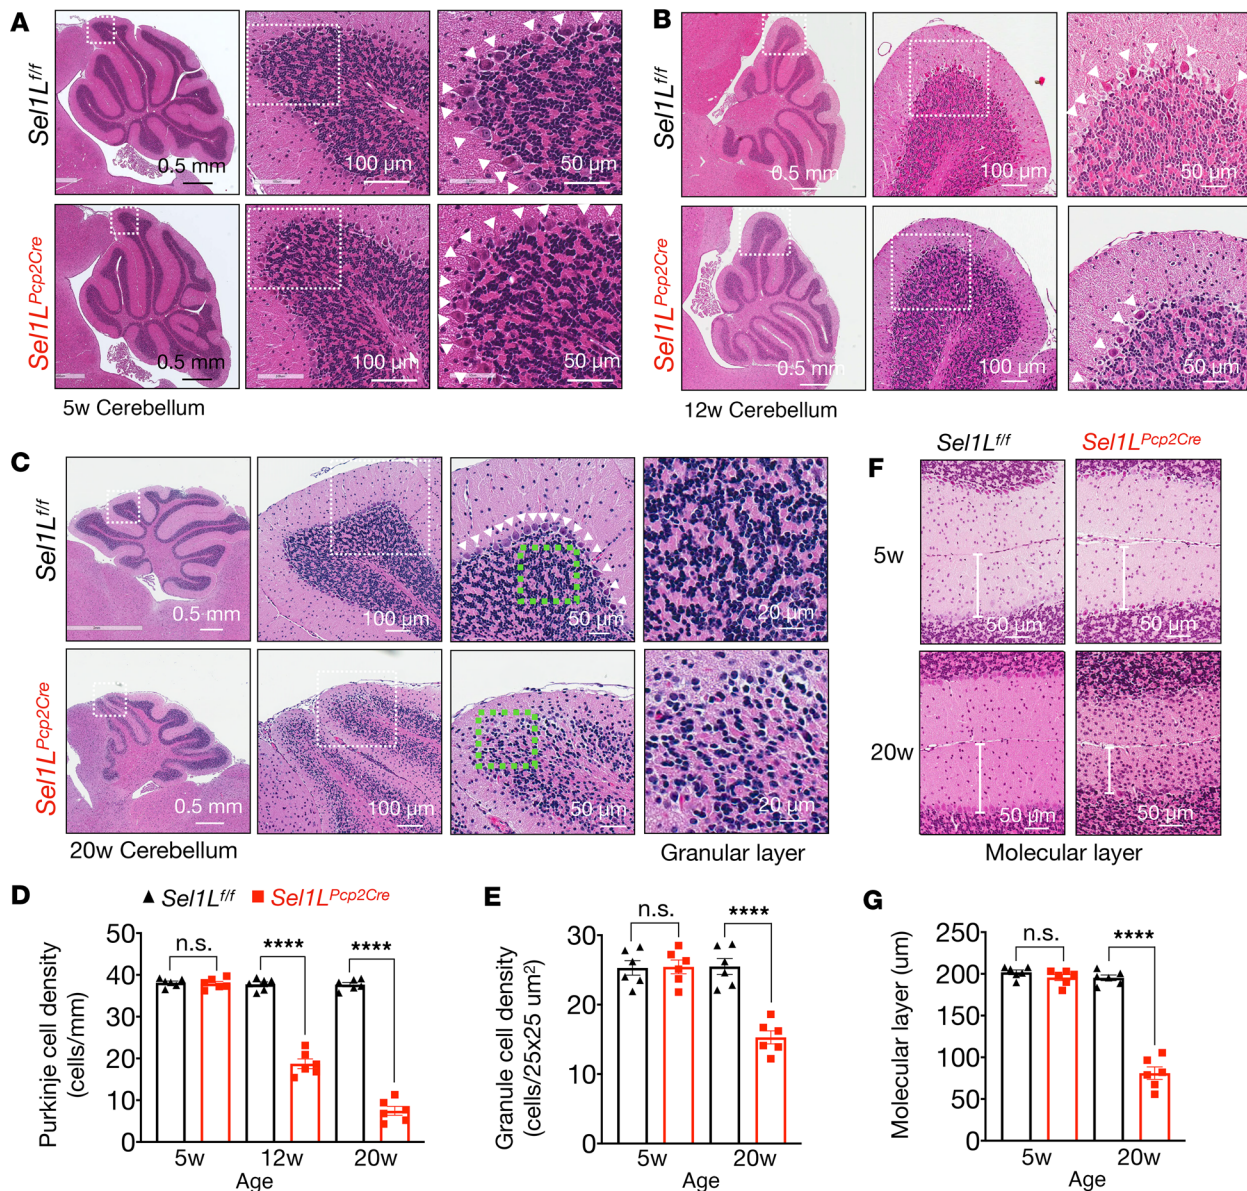 A
Sel1L^f/f
0.5 mm
100 µm
50 µm
Sel1L^Pcp2Cre
0.5 mm
100 µm
50 µm
5w Cerebellum
B
Sel1L^f/f
0.5 mm
100 µm
50 µm
Sel1L^Pcp2Cre
0.5 mm
100 µm
50 µm
12w Cerebellum
C
Sel1L^f/f
0.5 mm
100 µm
50 µm
20 µm
Sel1L^Pcp2Cre
0.5 mm
100 µm
50 µm
20 µm
20w Cerebellum
Granular layer
F
Sel1L^f/f
Sel1L^Pcp2Cre
5w
50 µm
50 µm
20w
50 µm
50 µm
Molecular layer
D
Sel1L^f/f
Sel1L^Pcp2Cre
Purkinje cell density
(cells/mm)
50
40
30
20
10
0
n.s.
****
****
5w
12w
20w
Age
E
Granule cell density
(cells/25x25 um²)
30
20
10
0
n.s.
****
5w
20w
Age
G
Molecular layer (um)
250
200
150
100
50
0
n.s.
****
5w
20w
Age